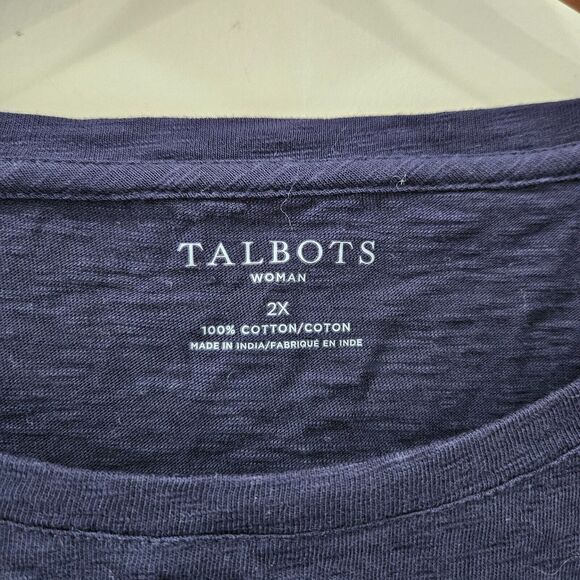 TALBOTS
WOMAN
2X
100% COTTON/COTON
MADE IN INDIA/FABRIQUÉ EN INDE